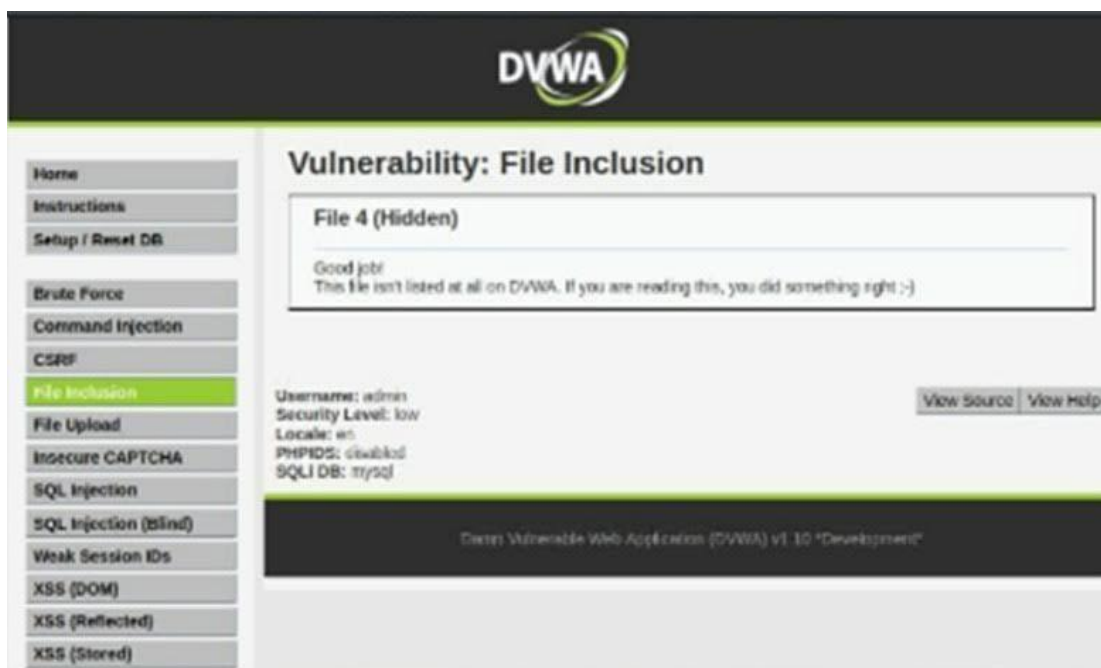 DVWA
Home
Instructions
Setup / Reset DB
Brute Force
Command Injection
CSRF
File Inclusion
File Upload
Insecure CAPTCHA
SQL Injection
SQL Injection (Blind)
Weak Session IDs
XSS (DOM)
XSS (Reflected)
XSS (Stored)
Vulnerability: File Inclusion
File 4 (Hidden)
Good job!
This file isn't listed at all on DVWA. If you are reading this, you did something right ;-)
Username: admin
Security Level: low
Locale: en
PHPIDS: disabled
SQLi DB: mysql
View Source
View Help
Damn Vulnerable Web Application (DVWA) v1.10 *Development*